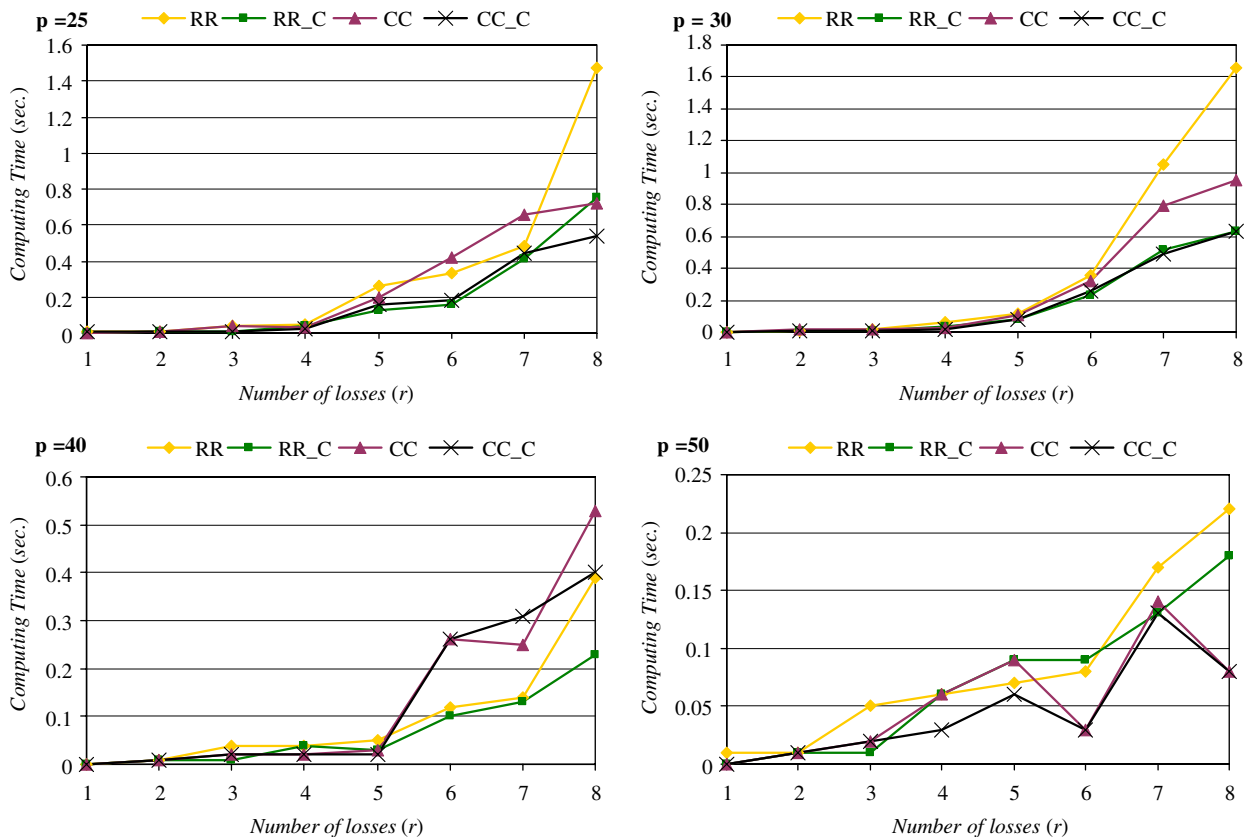 p =25 RR RR_C CC CC_C
1.6
1.4
1.2
1
0.8
0.6
0.4
0.2
0
Computing Time (sec.)
1 2 3 4 5 6 7 8
Number of losses (r)
p = 30 RR RR_C CC CC_C
1.8
1.6
1.4
1.2
1
0.8
0.6
0.4
0.2
0
Computing Time (sec.)
1 2 3 4 5 6 7 8
Number of losses (r)
p =40 RR RR_C CC CC_C
0.6
0.5
0.4
0.3
0.2
0.1
0
Computing Time (sec.)
1 2 3 4 5 6 7 8
Number of losses (r)
p =50 RR RR_C CC CC_C
0.25
0.2
0.15
0.1
0.05
0
Computing Time (sec.)
1 2 3 4 5 6 7 8
Number of losses (r)